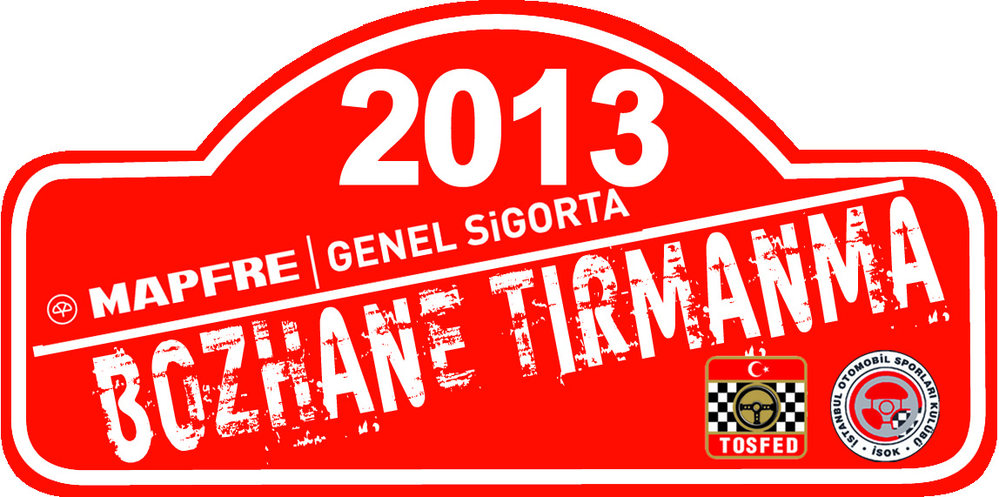 2013
MAPFRE | GENEL SiGORTA
BOZHANE TIRMANMA
TOSFED
İSTANBUL OTOMOBİL SPORLARI KULÜBÜ
• İSOK •